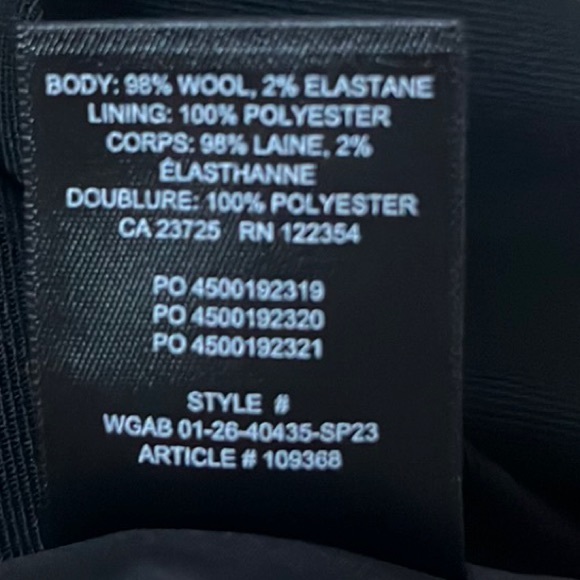 BODY: 98% WOOL, 2% ELASTANE
LINING: 100% POLYESTER
CORPS: 98% LAINE, 2%
ÉLASTHANNE
DOUBLURE: 100% POLYESTER
CA 23725 RN 122354
PO 4500192319
PO 4500192320
PO 4500192321
STYLE #
WGAB 01-26-40435-SP23
ARTICLE # 109368